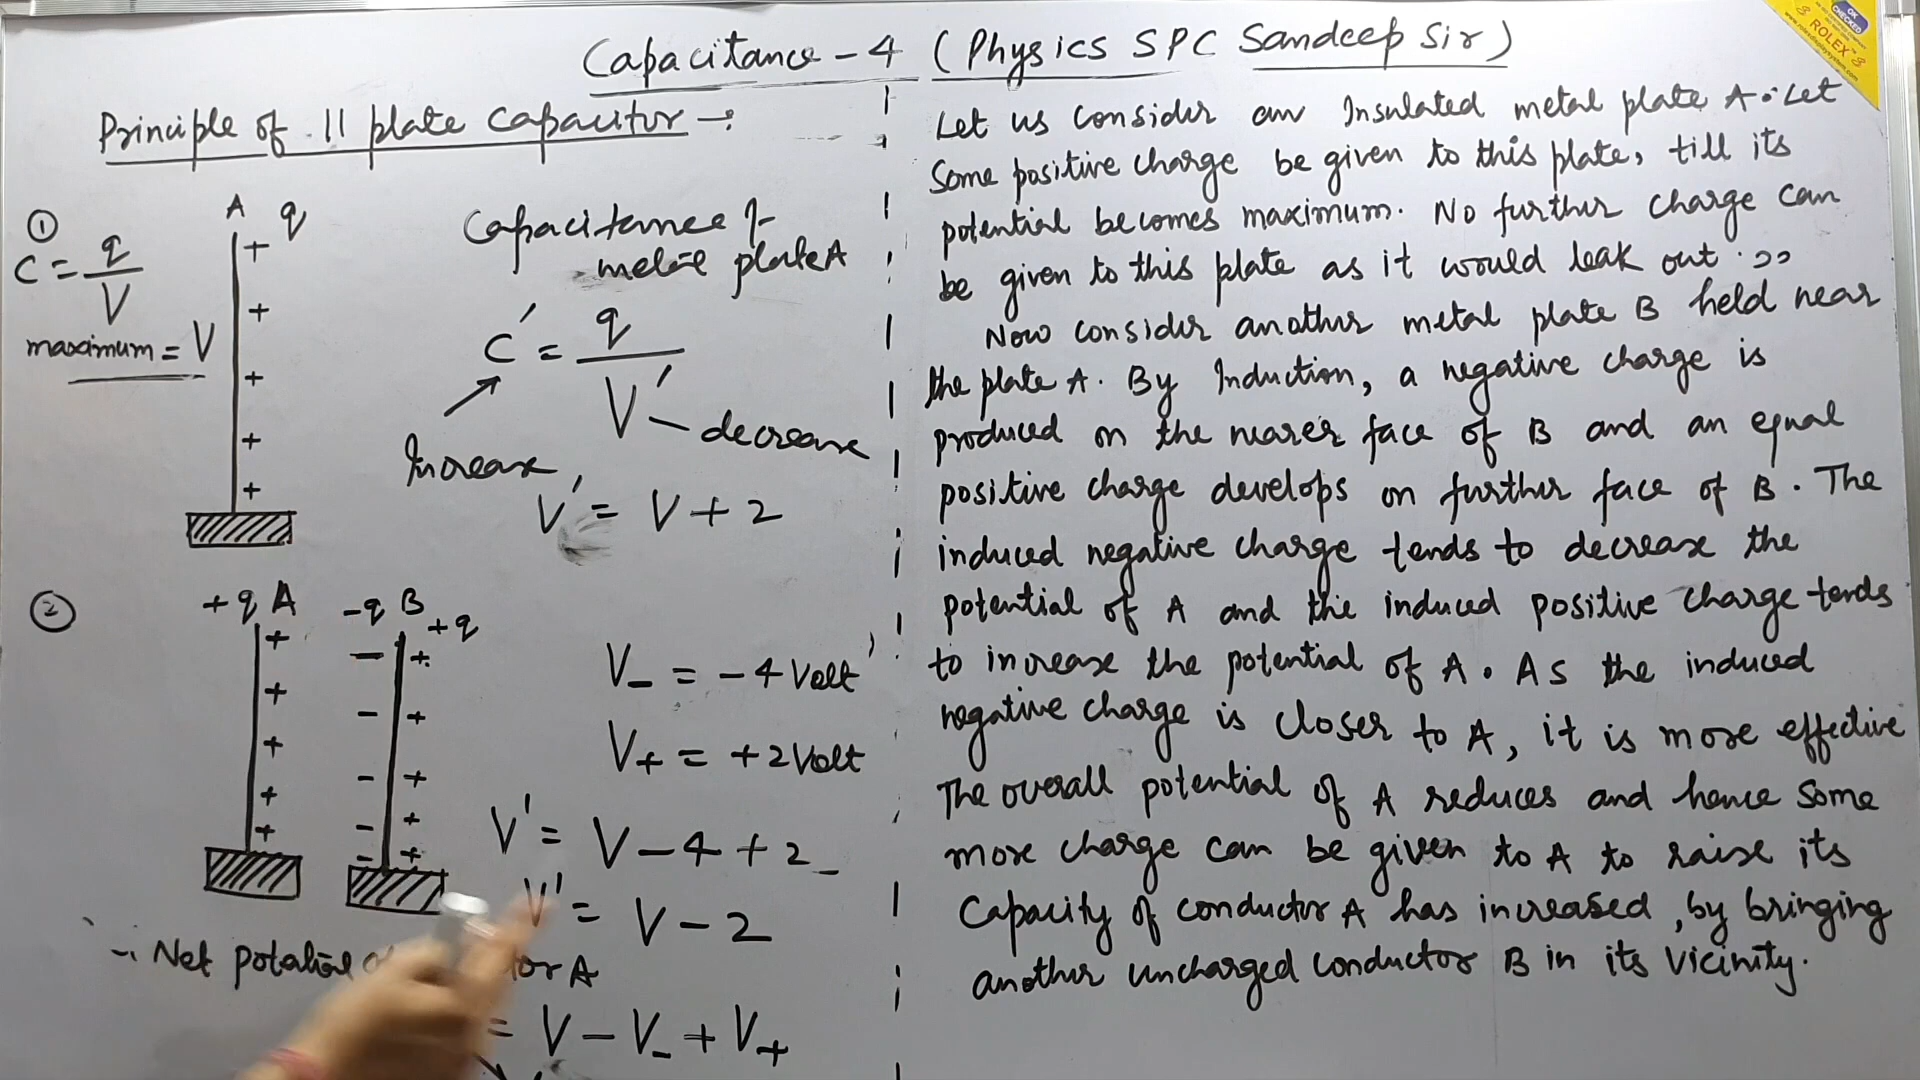 Capacitance - 4 ( Physics SPC Sandeep Sir )
OK
CHECKED
ROLEX
Principle of || plate Capacitor →:
① A q
C = q / V
maximum = V
+
+
+
+
+
Capacitance of
metal plate A
C' = q / V'
decrease
Increase
V' = V + 2
② +q A -q B +q
+ - +
+ - +
+ - +
+ - +
+ - +
V- = - 4 Volt
V+ = + 2 Volt
V' = V - 4 + 2
V' = V - 2
∴ Net
tor A
= V - V- + V+
Let us consider an Insulated metal plate A. Let
Some positive charge be given to this plate, till its
potential becomes maximum. No further charge can
be given to this plate as it would leak out. >>
Now consider another metal plate B held near
the plate A. By Induction, a negative charge is
produced on the nearer face of B and an equal
positive charge develops on further face of B. The
induced negative charge tends to decrease the
potential of A and the induced positive charge tends
to increase the potential of A. As the induced
negative charge is closer to A, it is more effective
The overall potential of A reduces and hence some
more charge can be given to A to raise its
Capacity of conductor A has increased, by bringing
another uncharged conductor B in its vicinity.